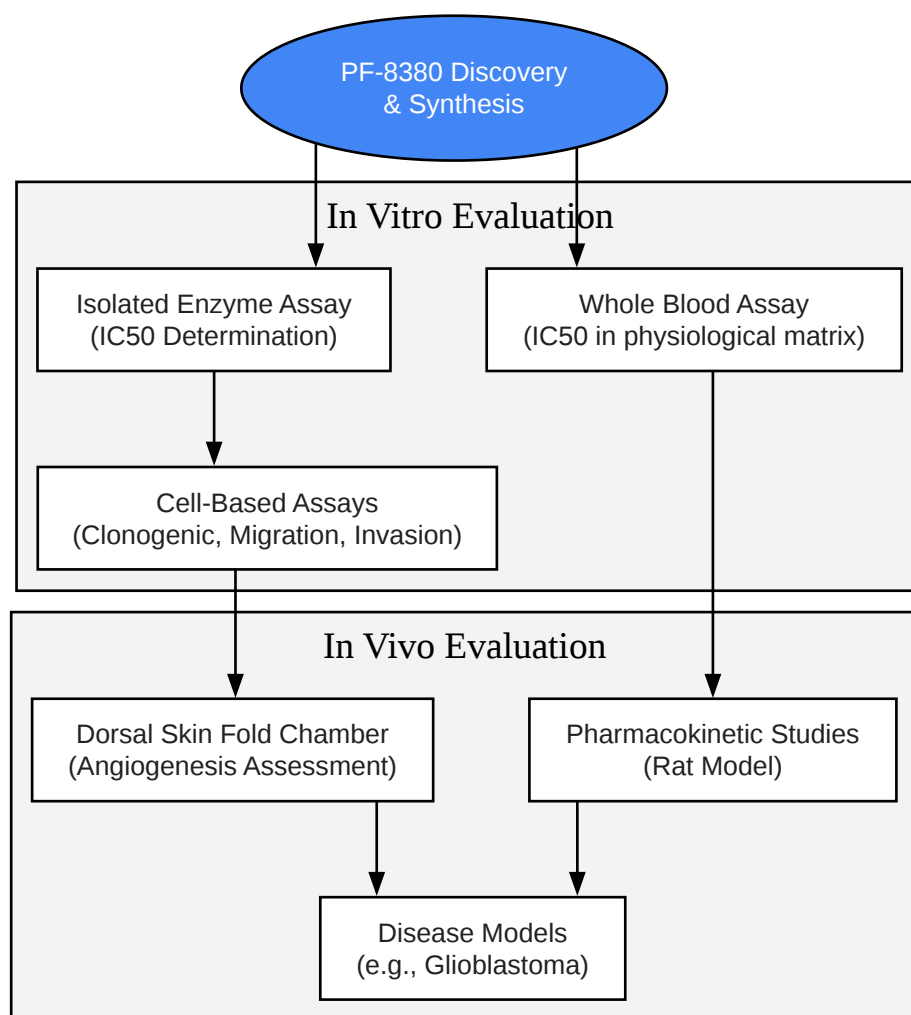 PF-8380 Discovery
& Synthesis
In Vitro Evaluation
Isolated Enzyme Assay
(IC50 Determination)
Whole Blood Assay
(IC50 in physiological matrix)
Cell-Based Assays
(Clonogenic, Migration, Invasion)
In Vivo Evaluation
Dorsal Skin Fold Chamber
(Angiogenesis Assessment)
Pharmacokinetic Studies
(Rat Model)
Disease Models
(e.g., Glioblastoma)